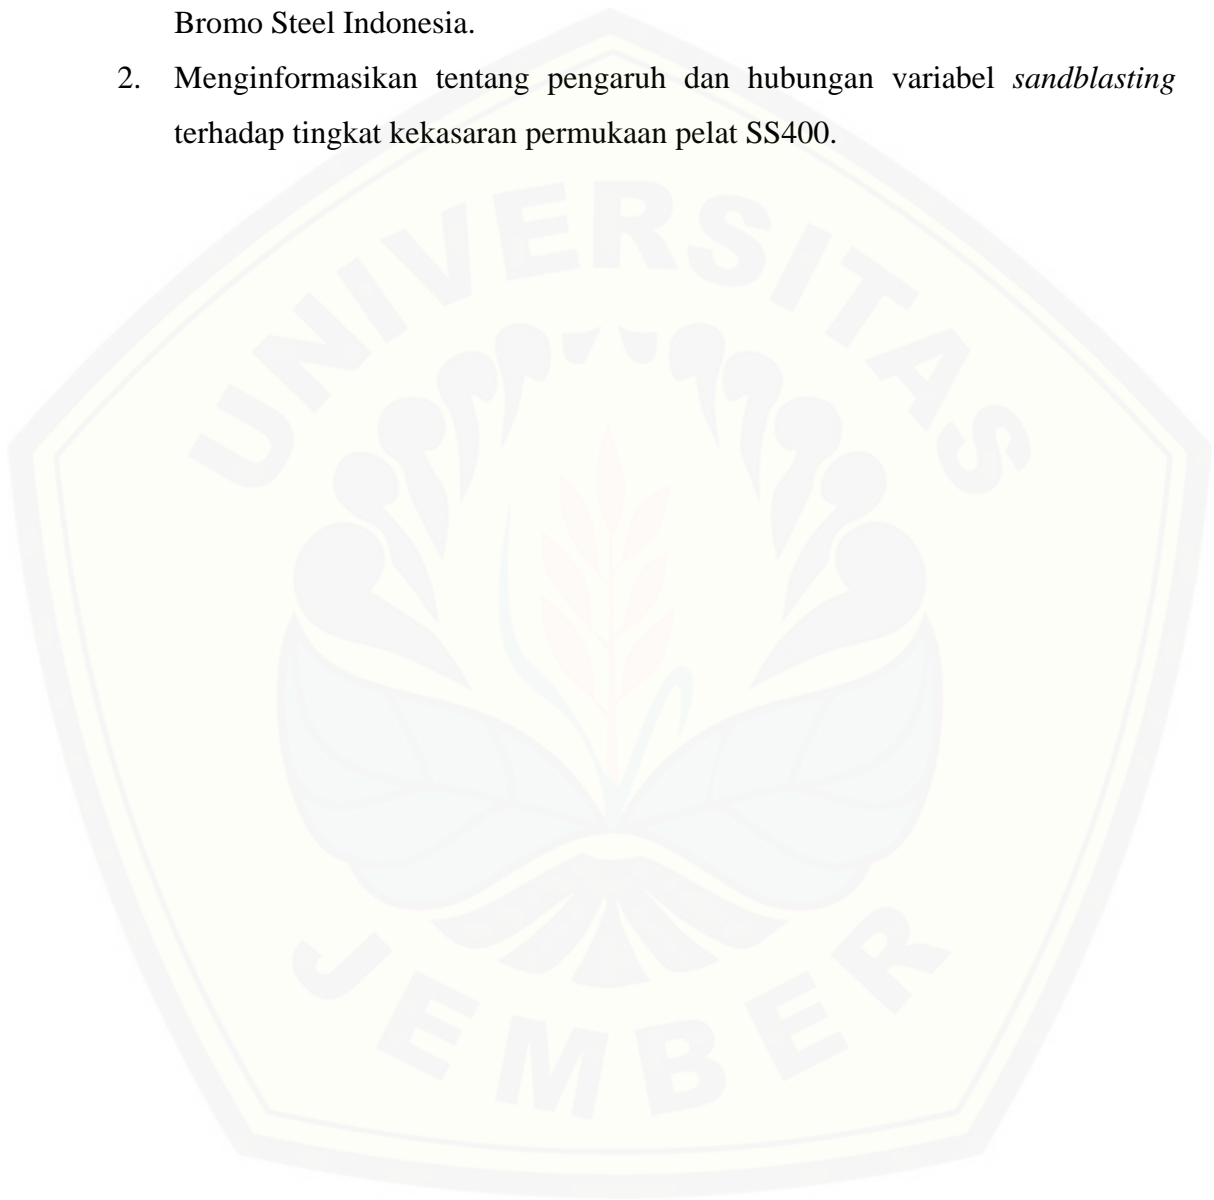 Bromo Steel Indonesia.
2. Menginformasikan tentang pengaruh dan hubungan variabel sandblasting
terhadap tingkat kekasaran permukaan pelat SS400.
UNIVERSITAS
JEMBER